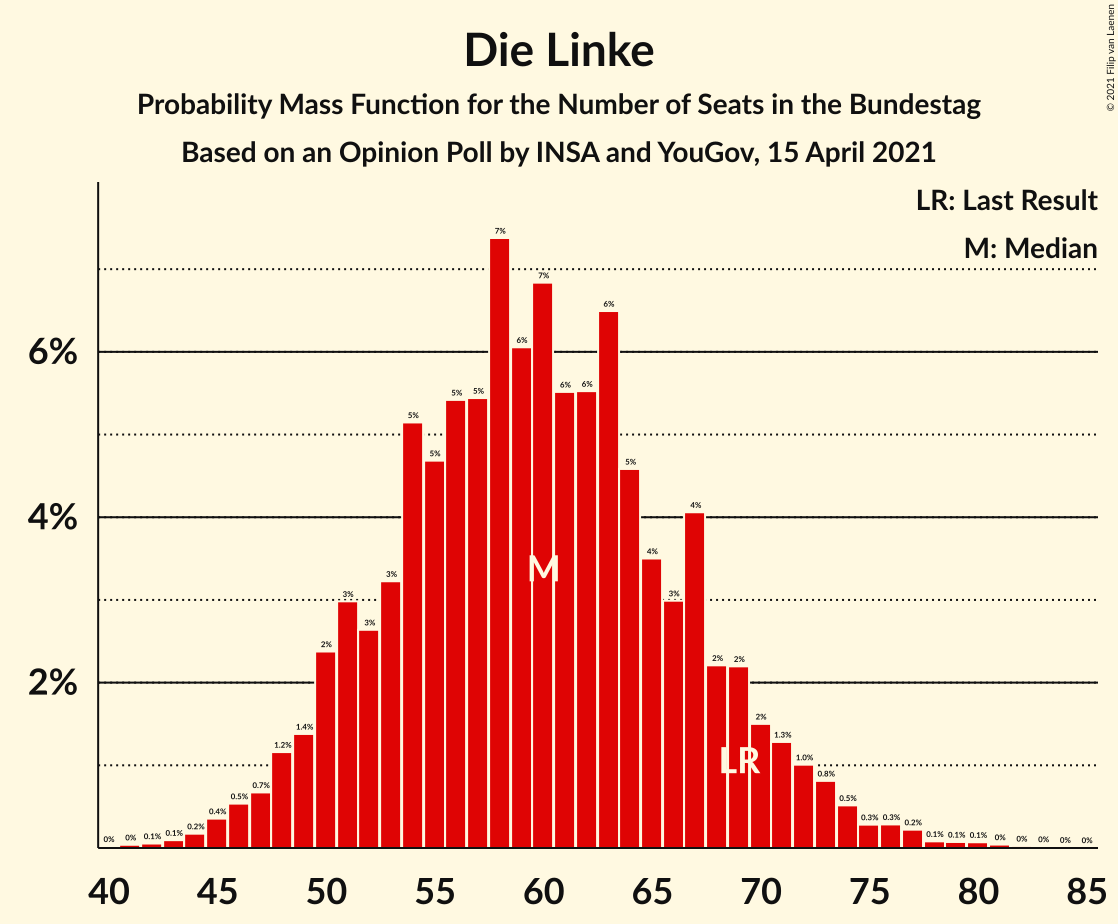 Die Linke
Probability Mass Function for the Number of Seats in the Bundestag
Based on an Opinion Poll by INSA and YouGov, 15 April 2021
© 2021 Filip van Laenen
LR: Last Result
M: Median
6%
4%
2%
0% 0% 0.1% 0.1% 0.2% 0.4% 0.5% 0.7% 1.2% 1.4% 2% 3% 3% 3% 5% 5% 5% 5% 7% 6% 7% 6% 6% 6% 5% 4% 3% 4% 2% 2% 2% 1.3% 1.0% 0.8% 0.5% 0.3% 0.3% 0.2% 0.1% 0.1% 0.1% 0% 0% 0% 0% 0%
M
LR
40 45 50 55 60 65 70 75 80 85